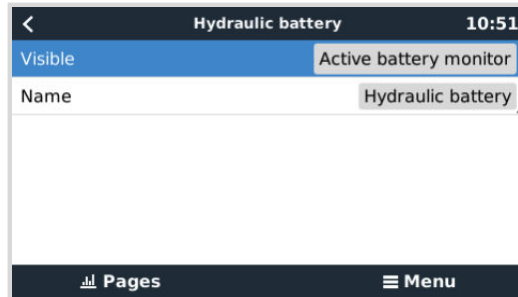 Hydraulic battery 10:51
Visible Active battery monitor
Name Hydraulic battery
Pages Menu